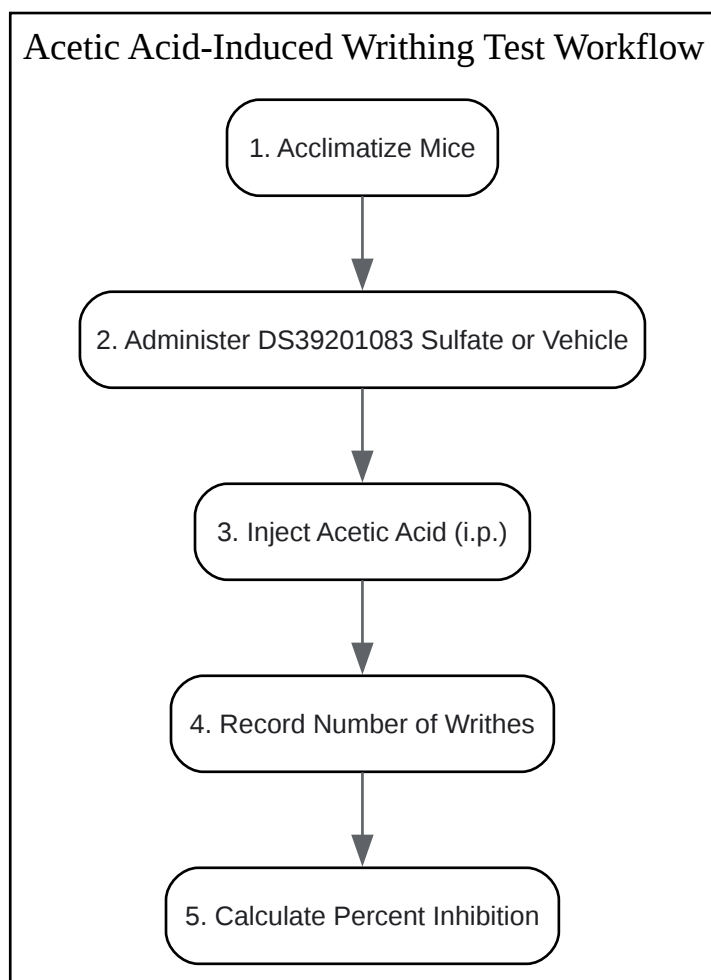 Acetic Acid-Induced Writhing Test Workflow
1. Acclimatize Mice
2. Administer DS39201083 Sulfate or Vehicle
3. Inject Acetic Acid (i.p.)
4. Record Number of Writhes
5. Calculate Percent Inhibition